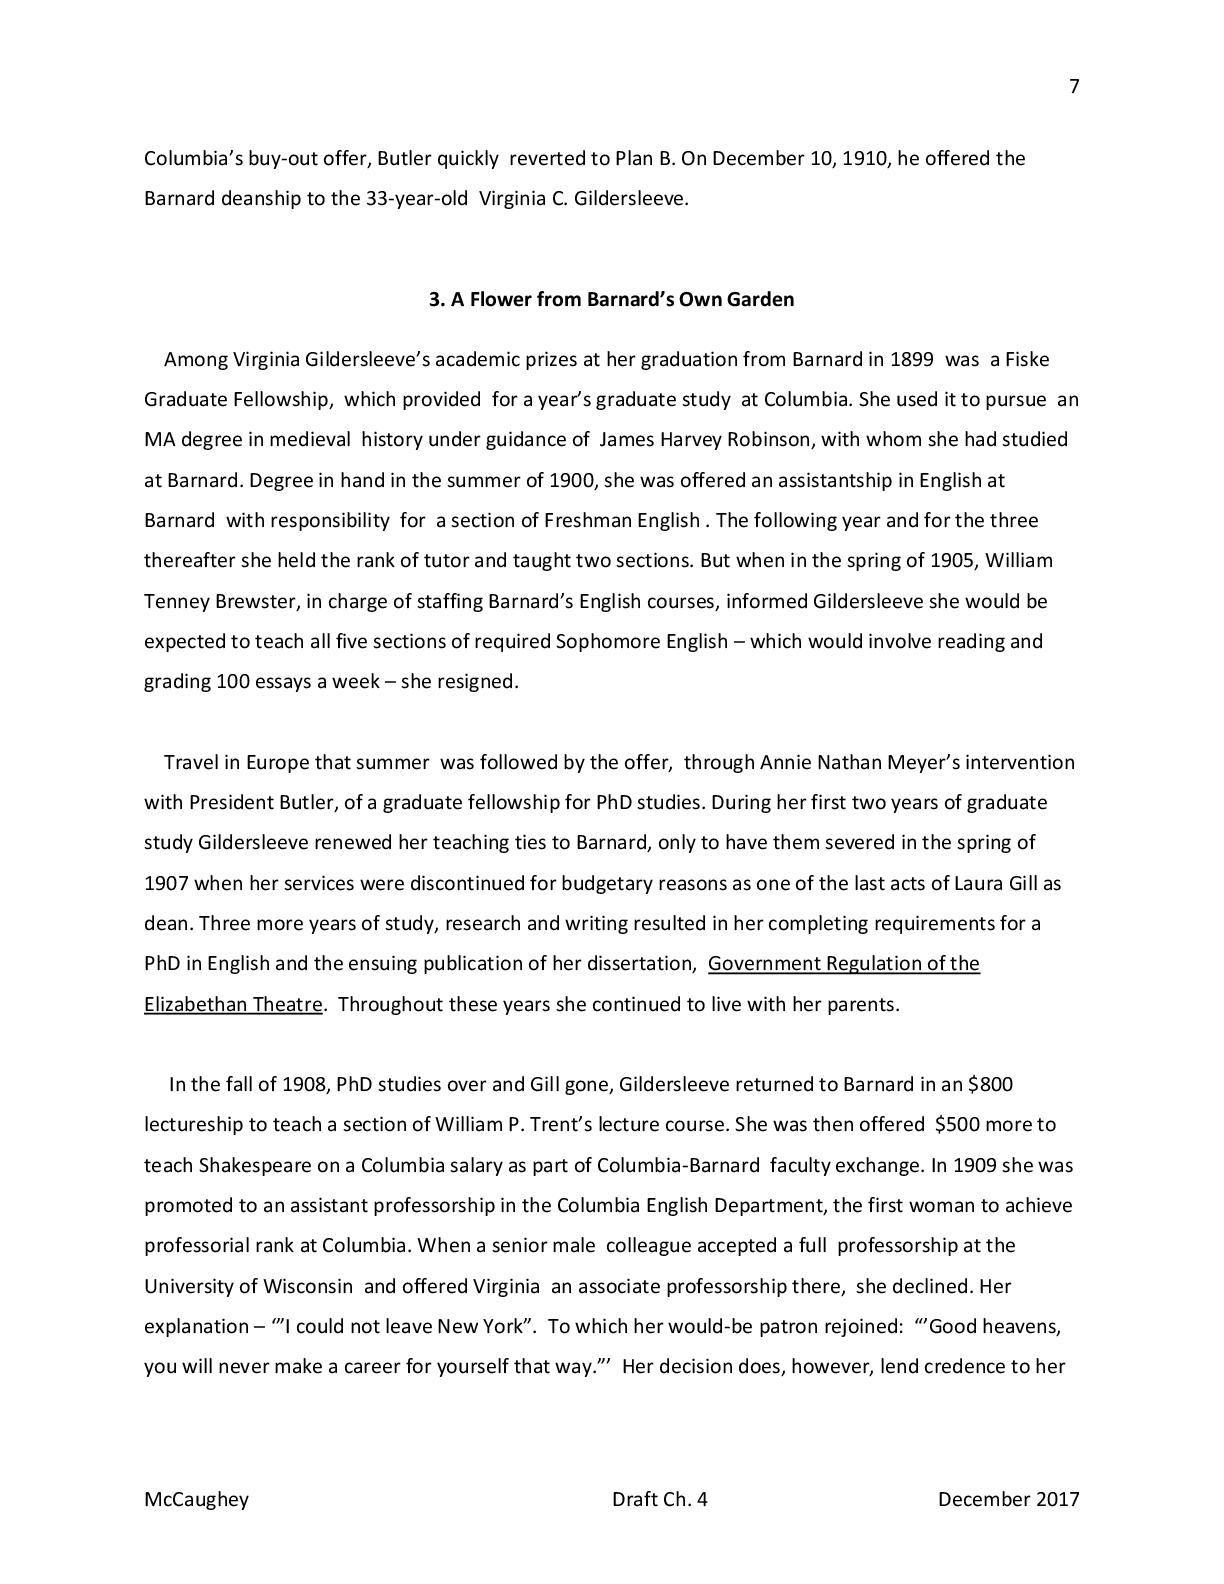 7
Columbia’s buy-out offer, Butler quickly  reverted to Plan B. On December 10, 1910, he offered the
Barnard deanship to the 33-year-old  Virginia C. Gildersleeve.
3. A Flower from Barnard’s Own Garden
Among Virginia Gildersleeve’s academic prizes at her graduation from Barnard in 1899  was  a Fiske
Graduate Fellowship,  which provided  for a year’s graduate study  at Columbia. She used it to pursue  an
MA degree in medieval  history under guidance of  James Harvey Robinson, with whom she had studied
at Barnard. Degree in hand in the summer of 1900, she was offered an assistantship in English at
Barnard  with responsibility  for  a section of Freshman English . The following year and for the three
thereafter she held the rank of tutor and taught two sections. But when in the spring of 1905, William
Tenney Brewster, in charge of staffing Barnard’s English courses, informed Gildersleeve she would be
expected to teach all five sections of required Sophomore English – which would involve reading and
grading 100 essays a week – she resigned.
Travel in Europe that summer  was followed by the offer,  through Annie Nathan Meyer’s intervention
with President Butler, of a graduate fellowship for PhD studies. During her first two years of graduate
study Gildersleeve renewed her teaching ties to Barnard, only to have them severed in the spring of
1907 when her services were discontinued for budgetary reasons as one of the last acts of Laura Gill as
dean. Three more years of study, research and writing resulted in her completing requirements for a
PhD in English and the ensuing publication of her dissertation,  Government Regulation of the
Elizabethan Theatre.  Throughout these years she continued to live with her parents.
In the fall of 1908, PhD studies over and Gill gone, Gildersleeve returned to Barnard in an $800
lectureship to teach a section of William P. Trent’s lecture course. She was then offered  $500 more to
teach Shakespeare on a Columbia salary as part of Columbia-Barnard  faculty exchange. In 1909 she was
promoted to an assistant professorship in the Columbia English Department, the first woman to achieve
professorial rank at Columbia. When a senior male  colleague accepted a full  professorship at the
University of Wisconsin  and offered Virginia  an associate professorship there,  she declined. Her
explanation – ‘”I could not leave New York”.  To which her would-be patron rejoined:  “’Good heavens,
you will never make a career for yourself that way.”’  Her decision does, however, lend credence to her
McCaughey	Draft Ch. 4	December 2017